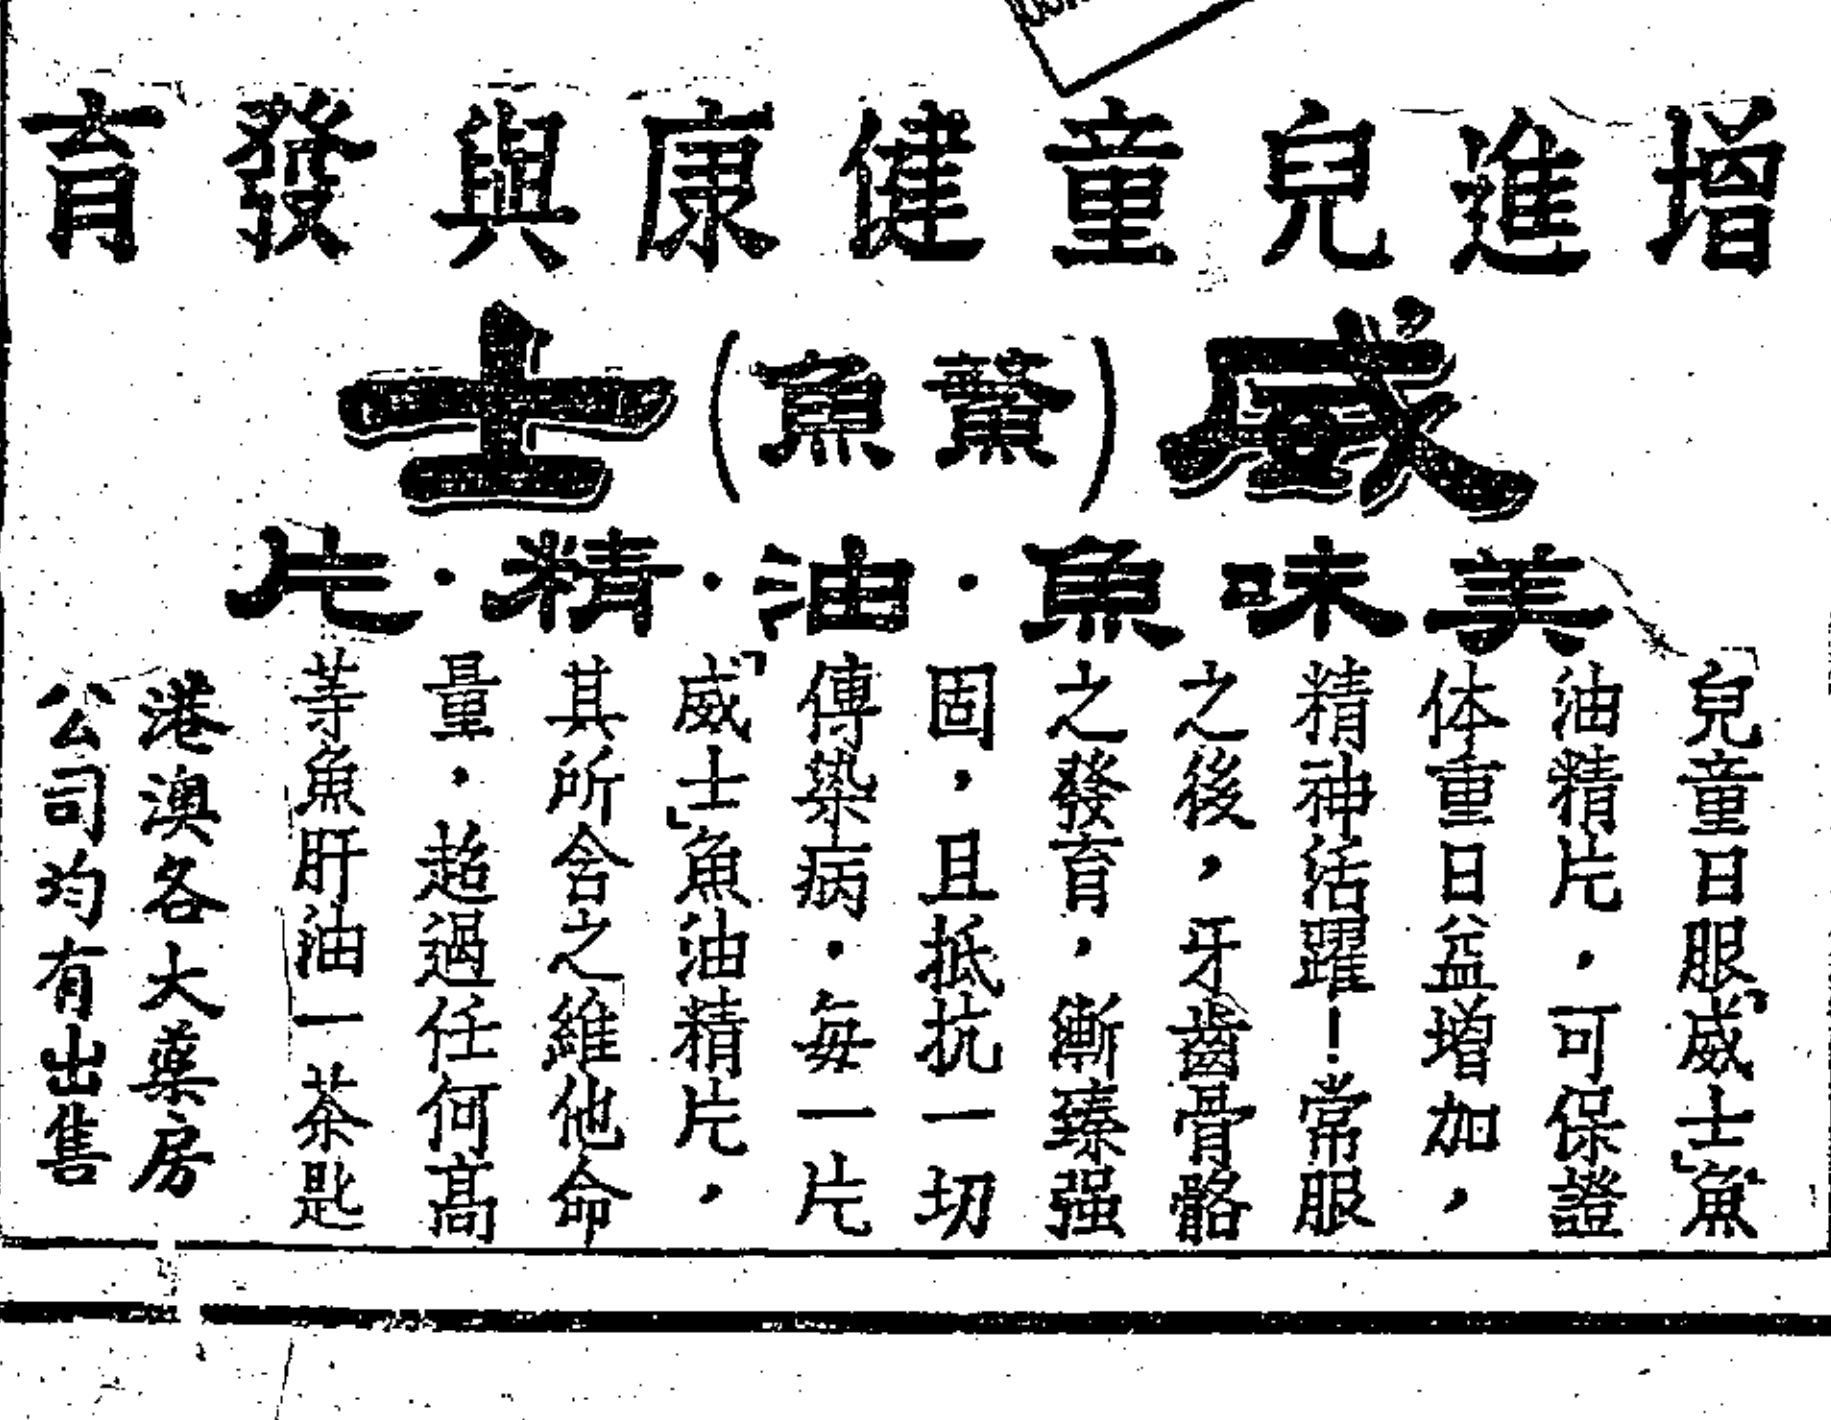 增進兒童健康與發育
威(鰵魚)士
美味魚·油·精·片
兒童日服「威士」魚
油精片．可保證
体重日益增加，
精神活躍！常服
之後，牙齒骨骼
之發育，漸臻强
固，且抵抗一切
傳染病．每一片
「威士」魚油精片，
其所含之維他命
量．超過任何高
等魚肝油一茶匙
港澳各大藥房
公司均有出售